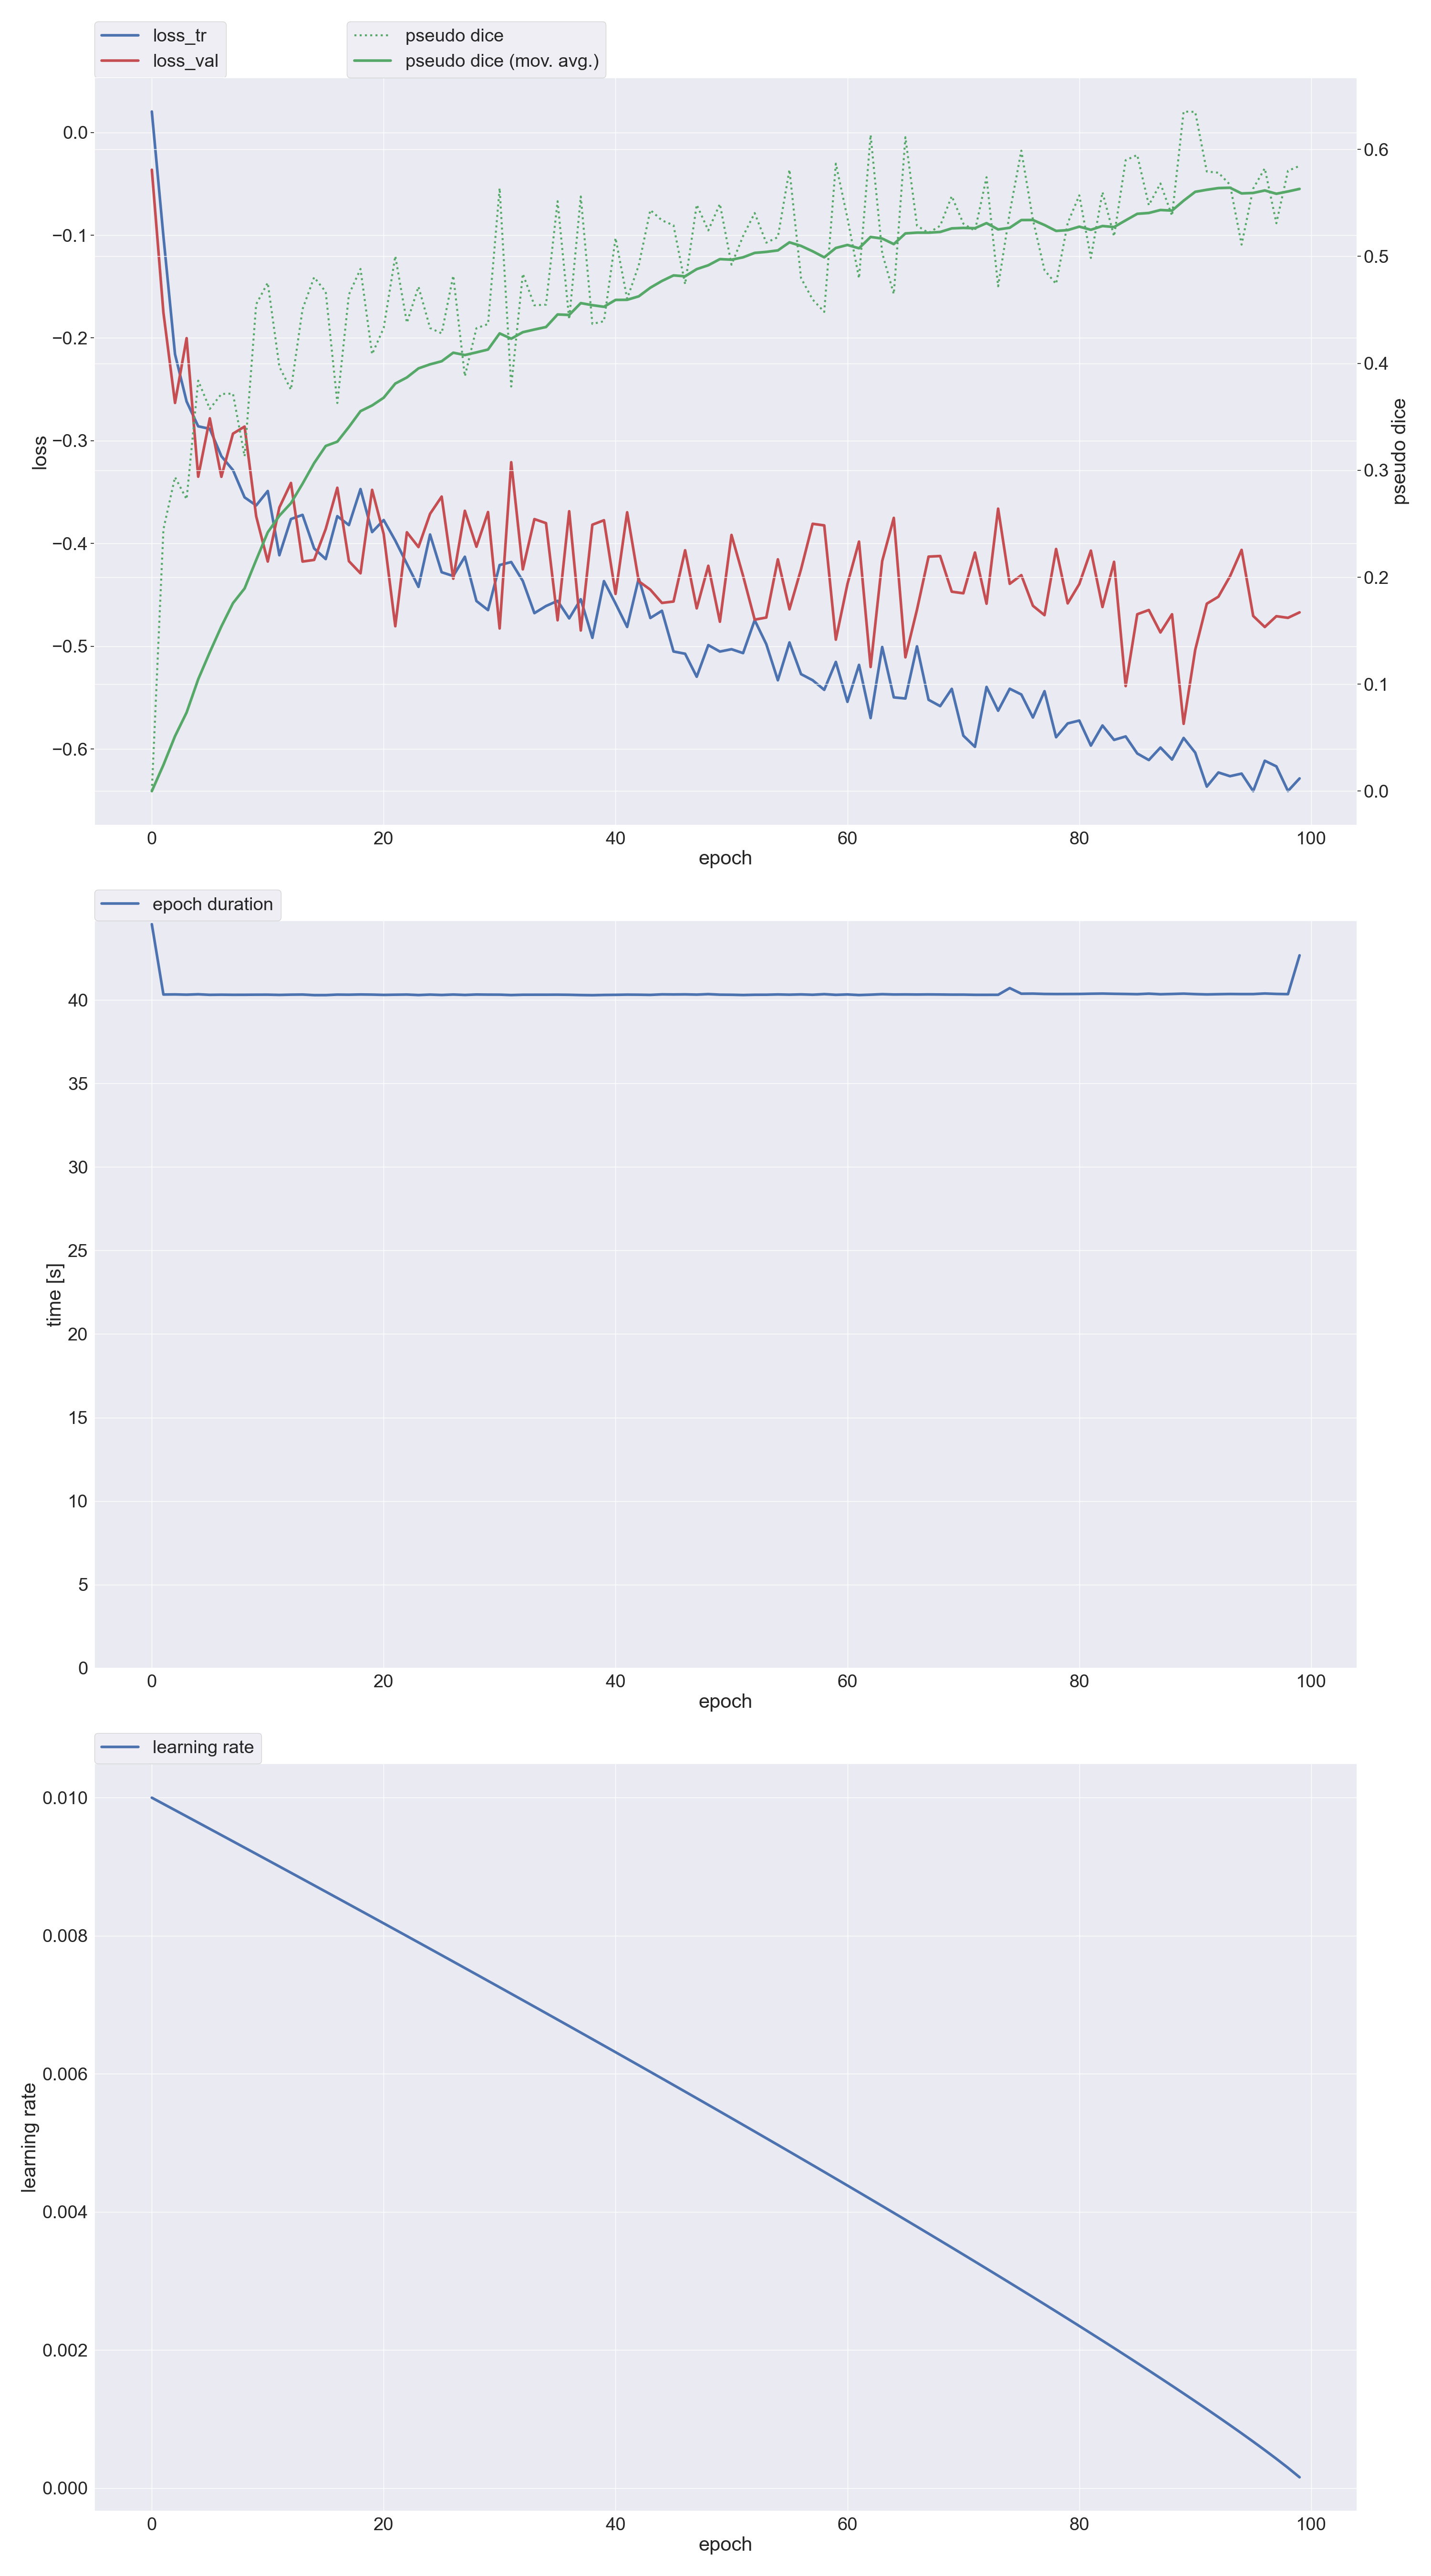 loss_tr
loss_val
pseudo dice
pseudo dice (mov. avg.)
0.0
−0.1
−0.2
−0.3
−0.4
−0.5
−0.6
loss
0.6
0.5
0.4
0.3
0.2
0.1
0.0
pseudo dice
0 20 40 60 80 100
epoch
epoch duration
40
35
30
25
20
15
10
5
0
time [s]
0 20 40 60 80 100
epoch
learning rate
0.010
0.008
0.006
0.004
0.002
0.000
learning rate
0 20 40 60 80 100
epoch